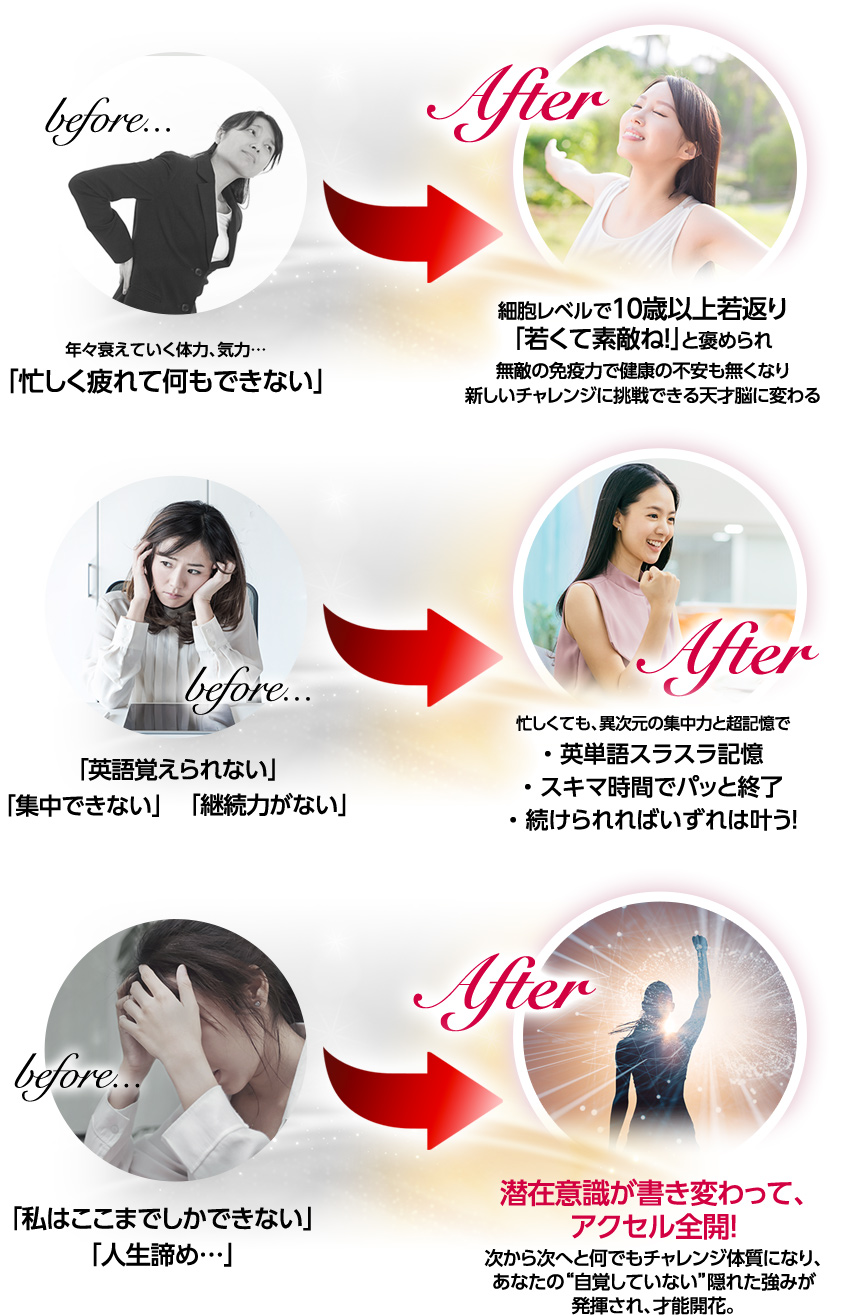 before...
After
年々衰えていく体力、気力…
「忙しく疲れて何もできない」
細胞レベルで10歳以上若返り
「若くて素敵ね!」と褒められ
無敵の免疫力で健康の不安も無くなり
新しいチャレンジに挑戦できる天才脳に変わる
before...
After
「英語覚えられない」
「集中できない」 「継続力がない」
忙しくても、異次元の集中力と超記憶で
・英単語スラスラ記憶
・スキマ時間でパッと終了
・続けられればいずれは叶う!
before...
After
「私はここまでしかできない」
「人生諦め…」
潜在意識が書き変わって、
アクセル全開!
次から次へと何でもチャレンジ体質になり、
あなたの“自覚していない”隠れた強みが
発揮され、才能開花。